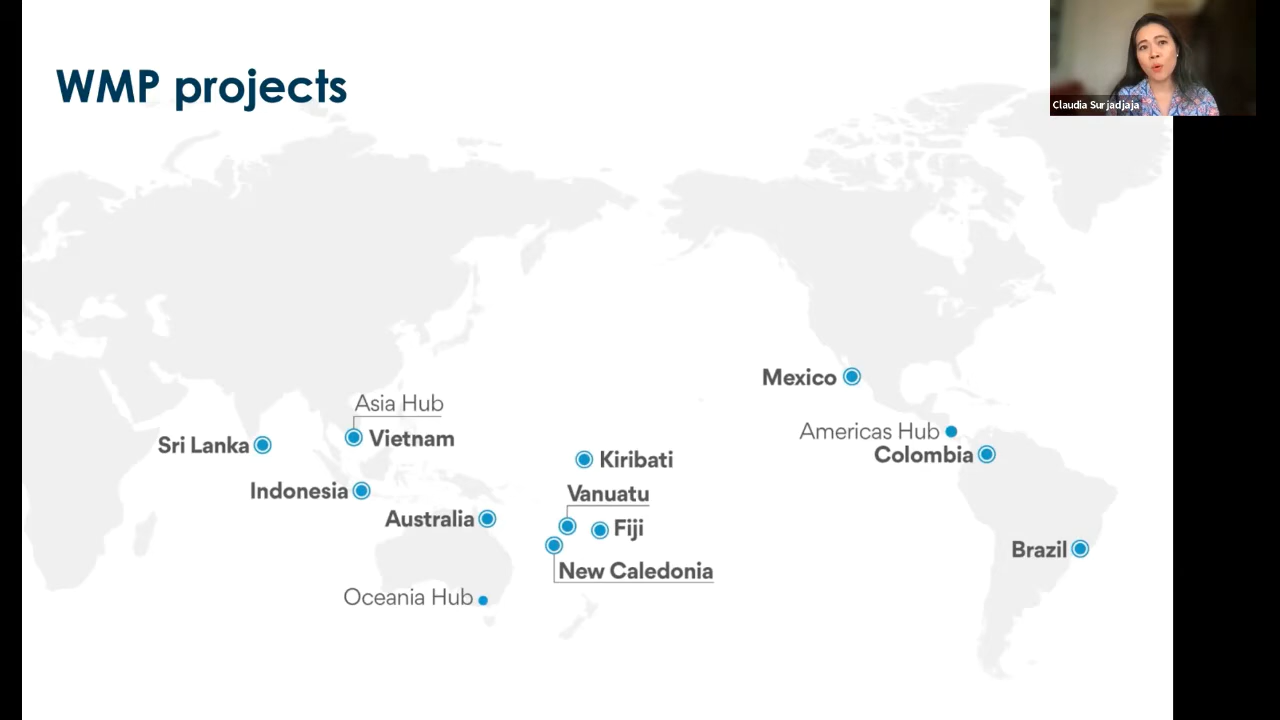 WMP projects
Claudia Surjadjaja
Mexico
Asia Hub
Americas Hub
Vietnam
Sri Lanka
Colombia
Kiribati
Indonesia
Vanuatu
Australia
Fiji
Brazil
New Caledonia
Oceania Hub